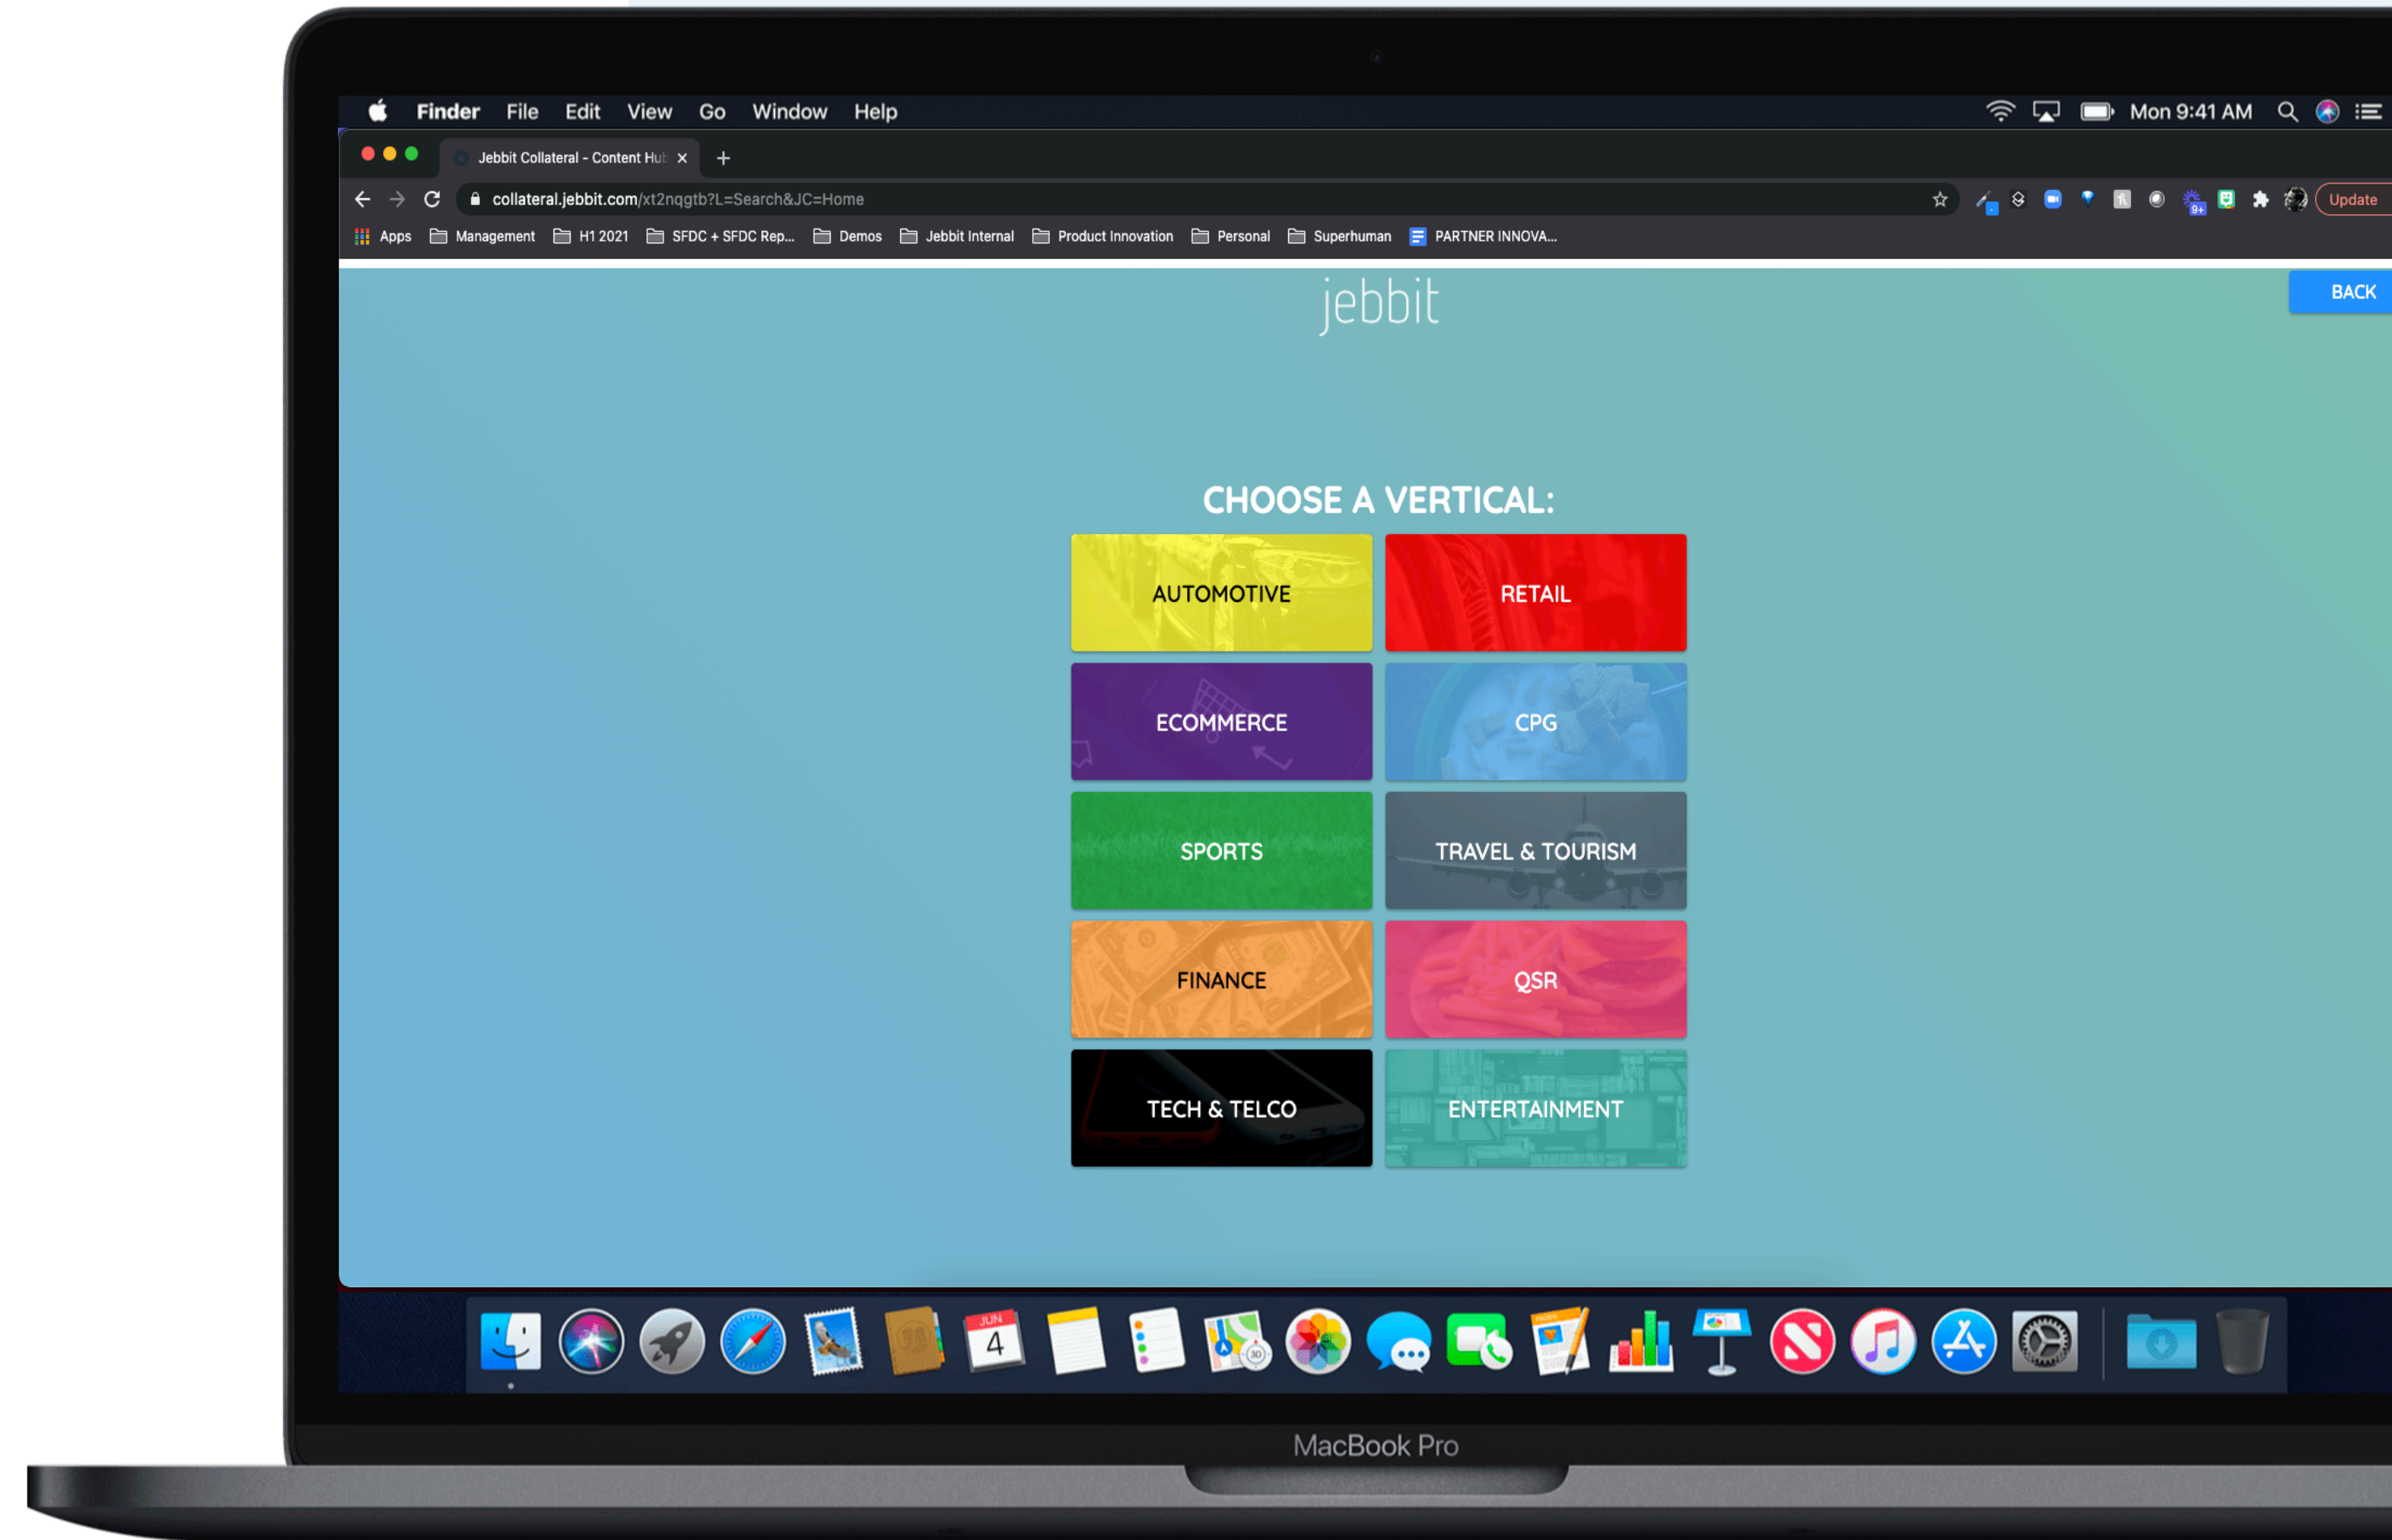 Finder File Edit View Go Window Help Mon 9:41 AM
Jebbit Collateral - Content Hub
collateral.jebbit.com/xt2nqgtb?L=Search&JC=Home Update
Apps Management H1 2021 SFDC + SFDC Rep... Demos Jebbit Internal Product Innovation Personal Superhuman PARTNER INNOVA...
jebbit
BACK
CHOOSE A VERTICAL:
AUTOMOTIVE RETAIL
ECOMMERCE CPG
SPORTS TRAVEL & TOURISM
FINANCE QSR
TECH & TELCO ENTERTAINMENT
JUN
4
3D
MacBook Pro